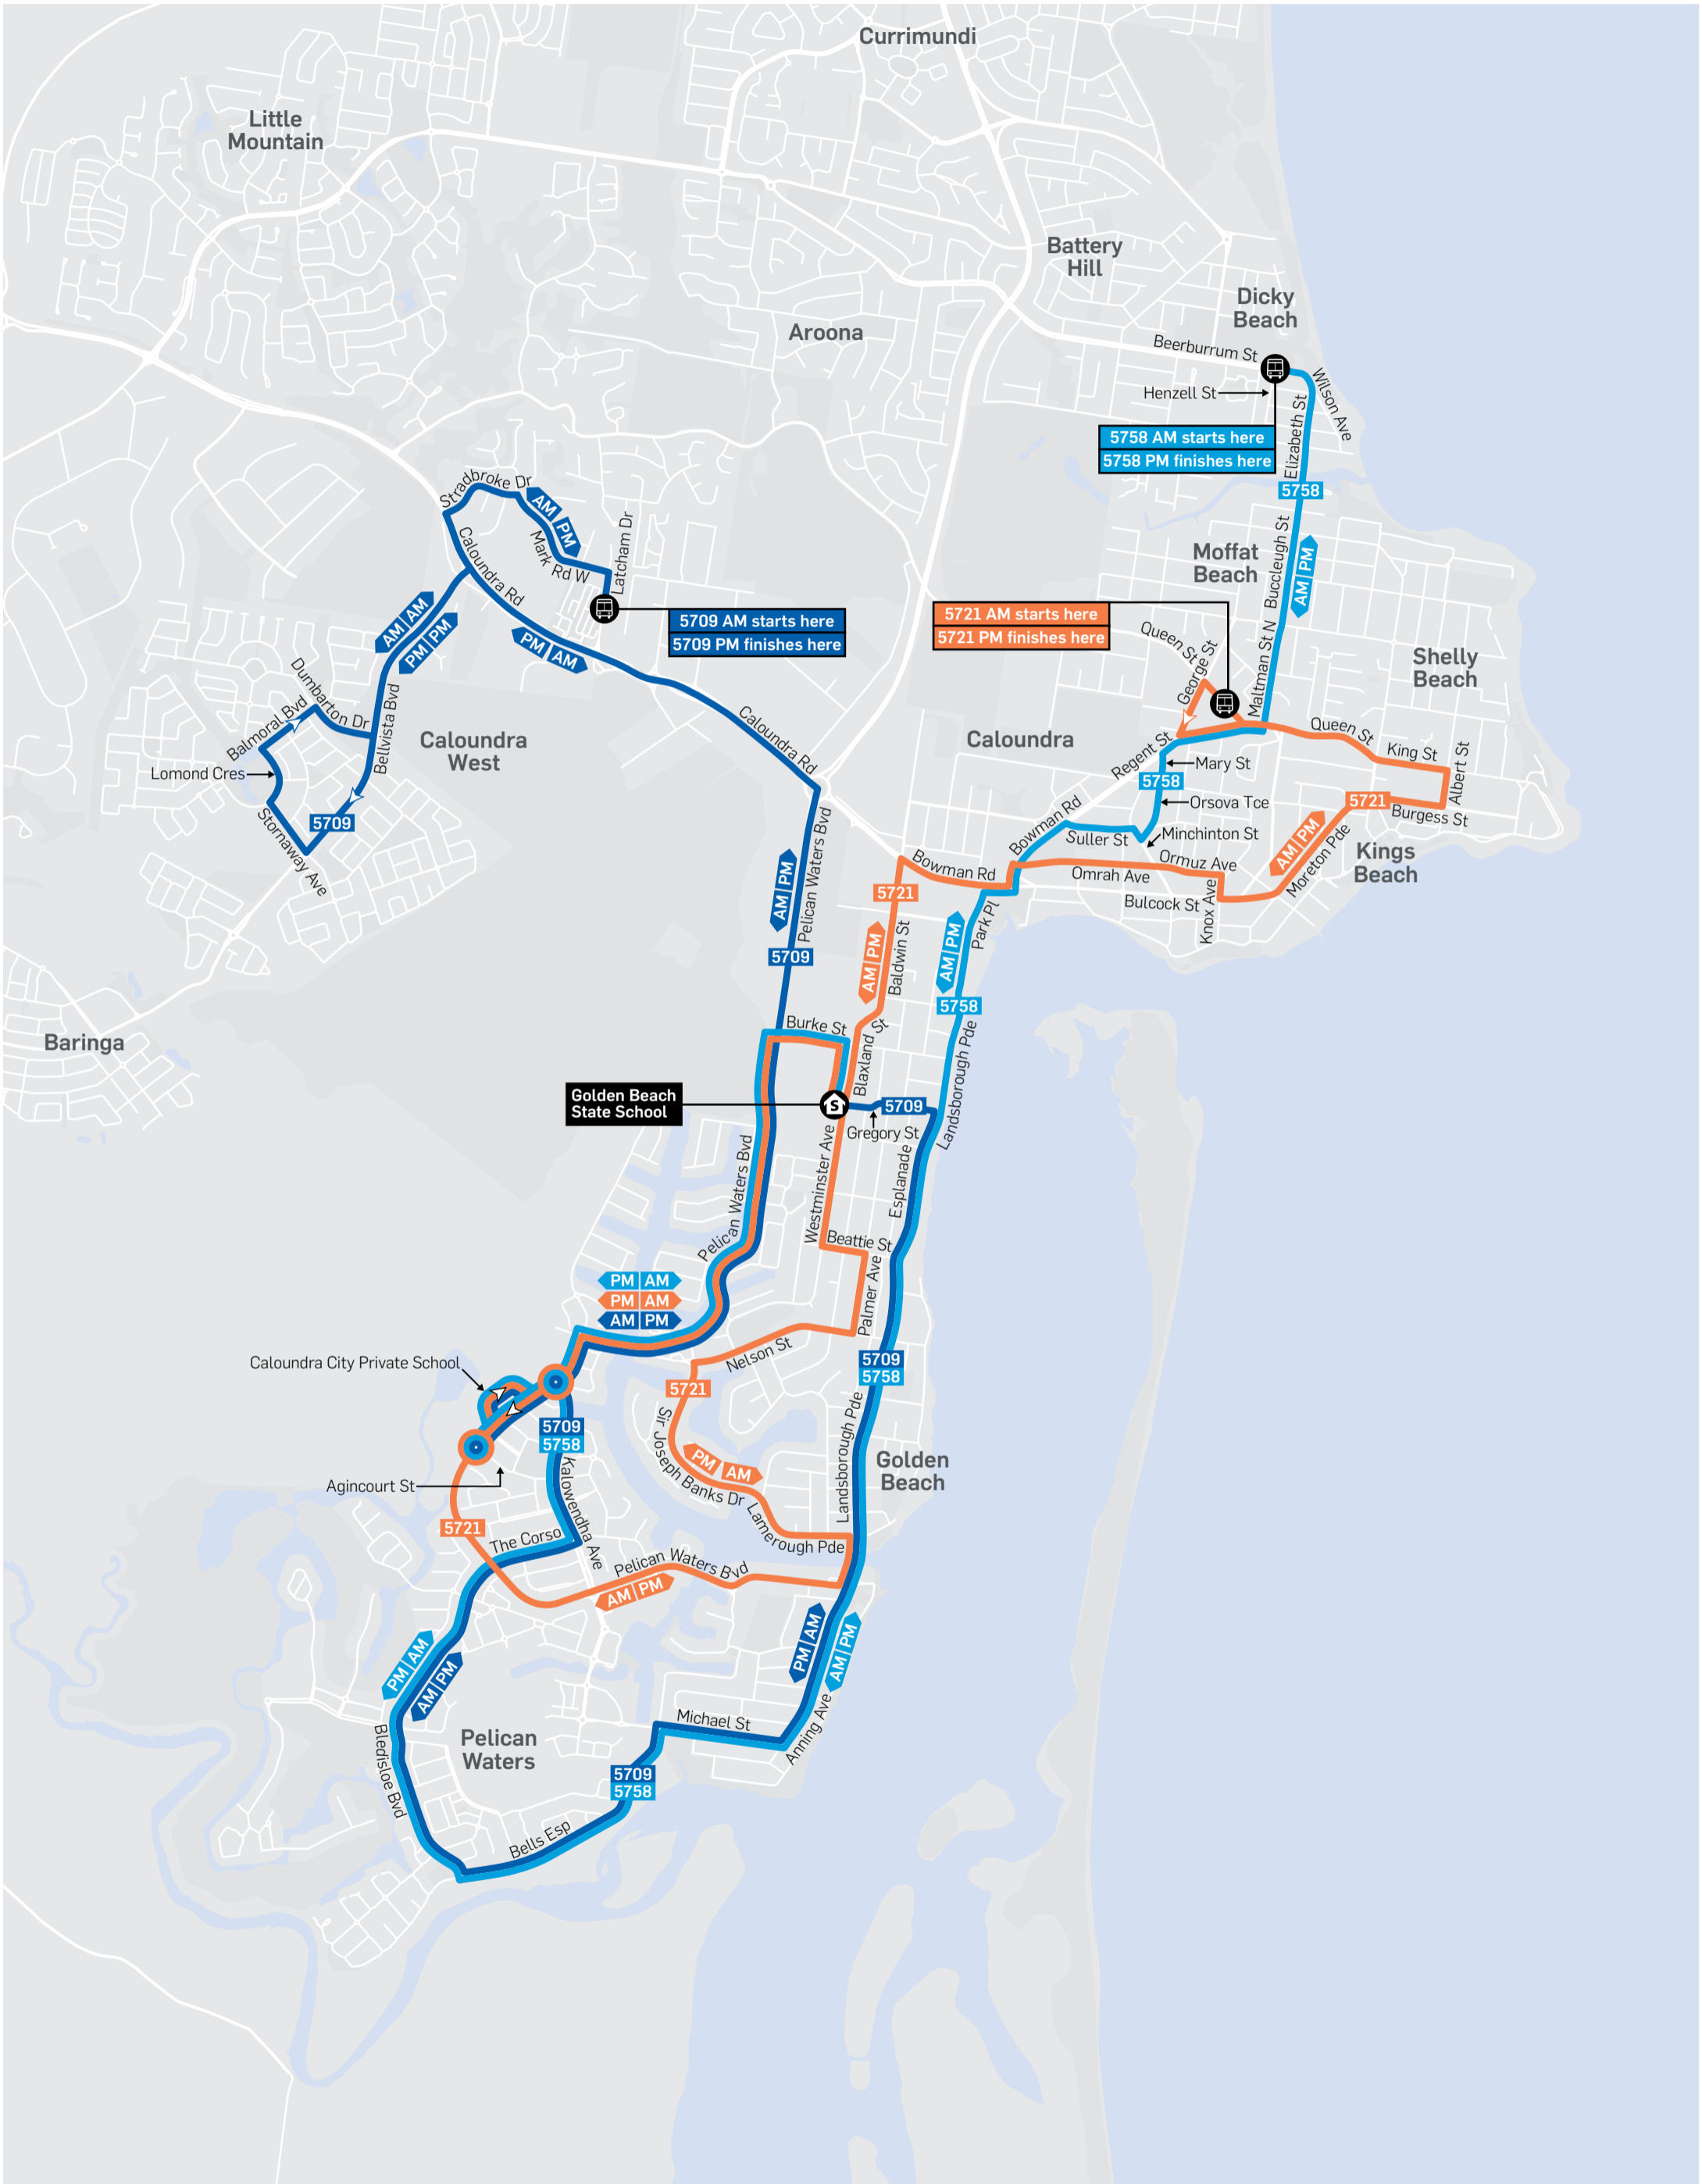 Currimundi
Little
Mountain
Battery
Hill
Dicky
Beach
Aroona
Beerburrum St
Wilson Ave
Henzell St
Elizabeth St
5758 AM starts here
5758 PM finishes here
5758
Stradbroke Dr
AM PM
Mark Rd W
Latcham Dr
Caloundra Rd
Buccleugh St
Moffat
Beach
AM PM
AM AM
PM PM
5709 AM starts here
5709 PM finishes here
PM AM
5721 AM starts here
5721 PM finishes here
Queen St
George St
Maltman St N
Shelly
Beach
Dumbarton Dr
Balmoral Bvd
Bellvista Bvd
Lomond Cres
5709
Stornaway Ave
Caloundra
West
Caloundra Rd
Caloundra
Regent St
Queen St
King St
Albert St
Mary St
5758
Orsova Tce
5721
Burgess St
Bowman Rd
Suller St
Minchinton St
AM PM
Moreton Pde
Kings
Beach
Pelican Waters Bvd
AM PM
5709
Bowman Rd
Omrah Ave
Ormuz Ave
Bulcock St
Knox Ave
5721
AM PM
Baldwin St
AM PM
Park Pl
5758
Landsborough Pde
Baringa
Burke St
Blaxland St
Golden Beach
State School
S
5709
Gregory St
Pelican Waters Bvd
Westminster Ave
Esplanade
Beattie St
Palmer Ave
PM AM
PM AM
AM PM
Nelson St
5709
5758
Caloundra City Private School
5721
5709
5758
Sir Joseph Banks Dr
PM AM
Landsborough Pde
Golden
Beach
Agincourt St
Kalowendha Ave
5721
The Corso
Lamerough Pde
Pelican Waters Bvd
AM PM
PM AM
AM PM
PM AM
AM PM
Michael St
Anning Ave
Pelican
Waters
Bledisloe Bvd
5709
5758
Bells Esp